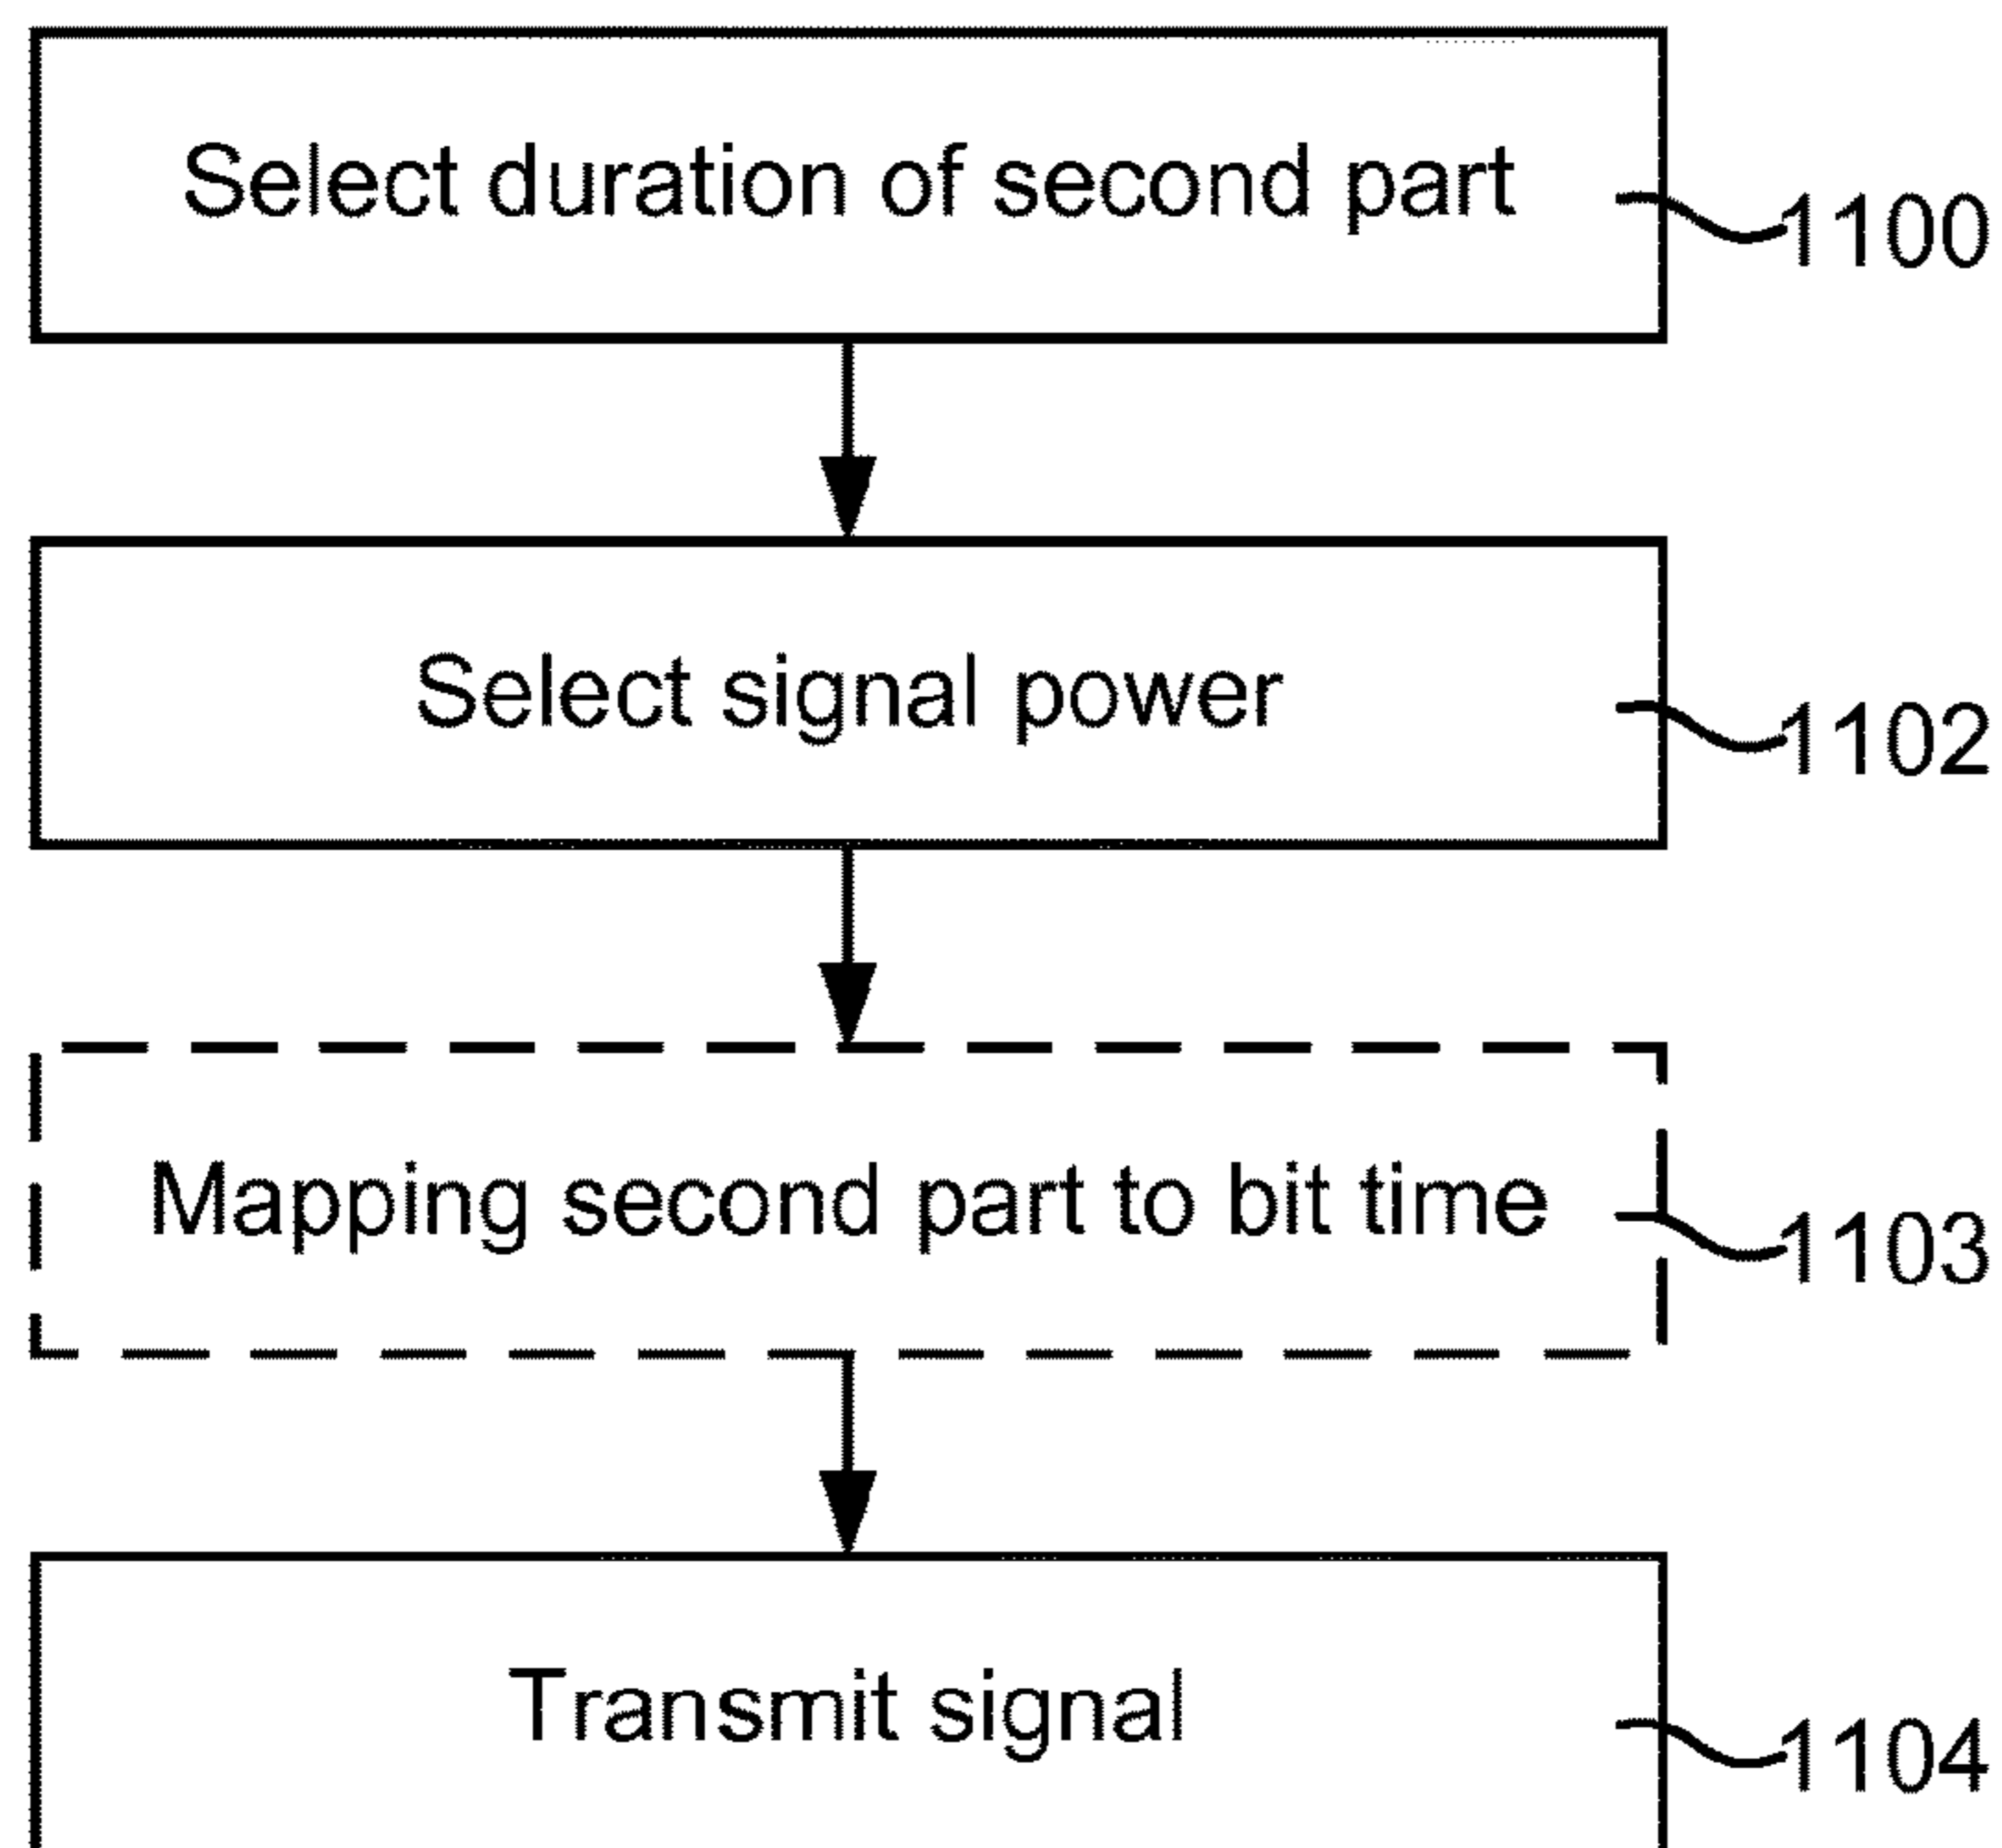 Select duration of second part
1100
Select signal power
1102
Mapping second part to bit time
1103
Transmit signal
1104